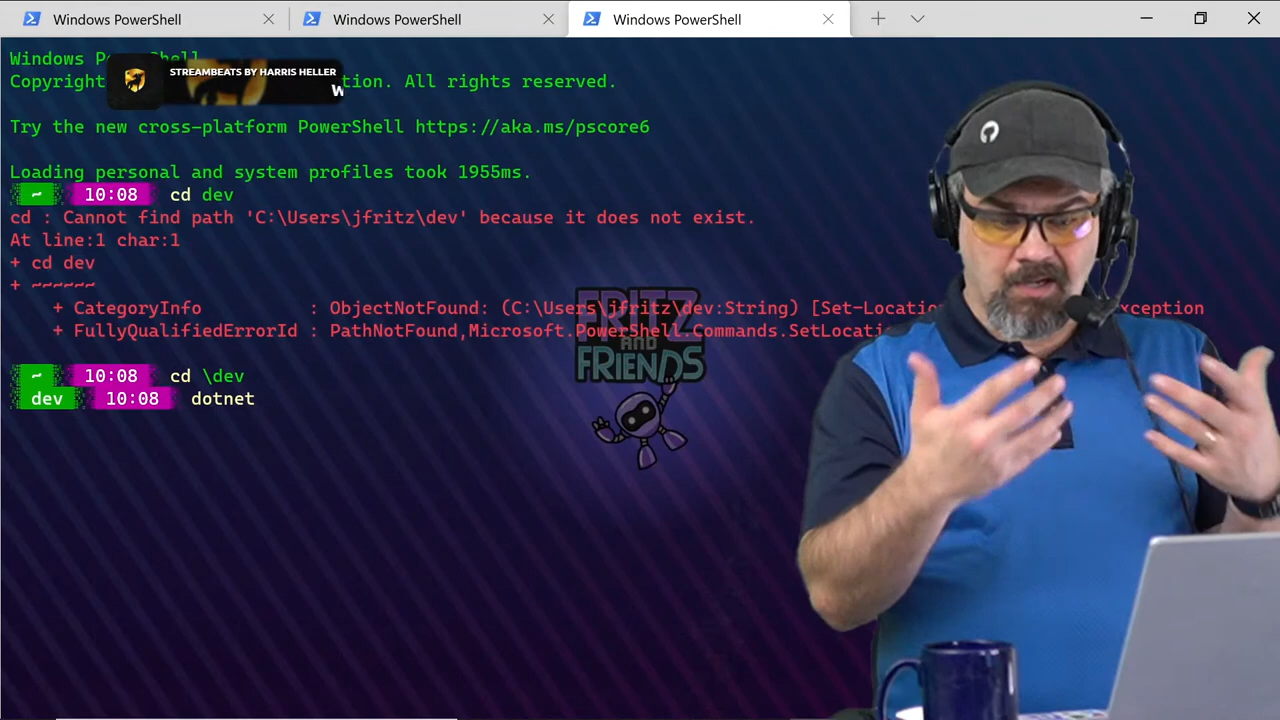 Windows PowerShell
Windows PowerShell
Windows PowerShell
Windows PowerShell
STREAMBEATS BY HARRIS HELLER
W
Copyright tion. All rights reserved.
Try the new cross-platform PowerShell https://aka.ms/pscore6
Loading personal and system profiles took 1955ms.
~ 10:08 cd dev
cd : Cannot find path 'C:\Users\jfritz\dev' because it does not exist.
At line:1 char:1
+ cd dev
+ ~~~~~~
+ CategoryInfo : ObjectNotFound: (C:\Users\jfritz\dev:String) [Set-Locatio xception
+ FullyQualifiedErrorId : PathNotFound,Microsoft.PowerShell.Commands.SetLocati
FRITZ
AND
FRIENDS
~ 10:08 cd \dev
dev 10:08 dotnet